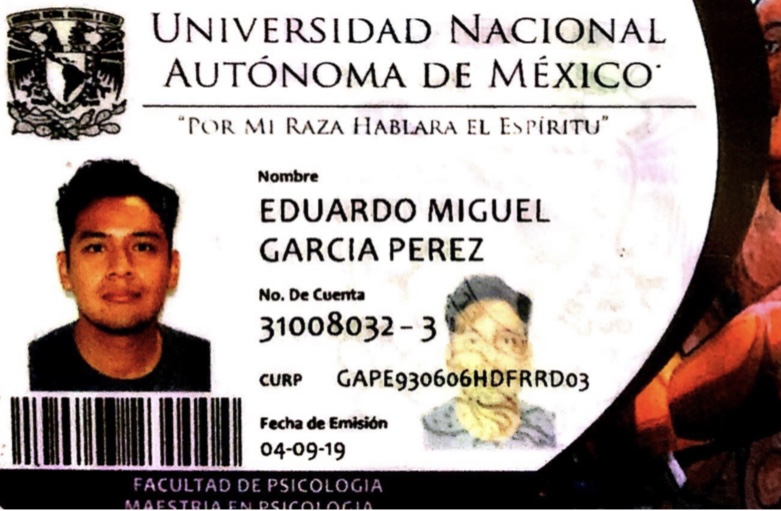 UNIVERSIDAD NACIONAL
AUTÓNOMA DE MÉXICO
"POR MI RAZA HABLARA EL ESPÍRITU"
Nombre
EDUARDO MIGUEL
GARCIA PEREZ
No. De Cuenta
31008032 - 3
CURP GAPE930606HDFRRD03
Fecha de Emisión
04-09-19
FACULTAD DE PSICOLOGIA
MAESTRIA EN PSICOLOGIA